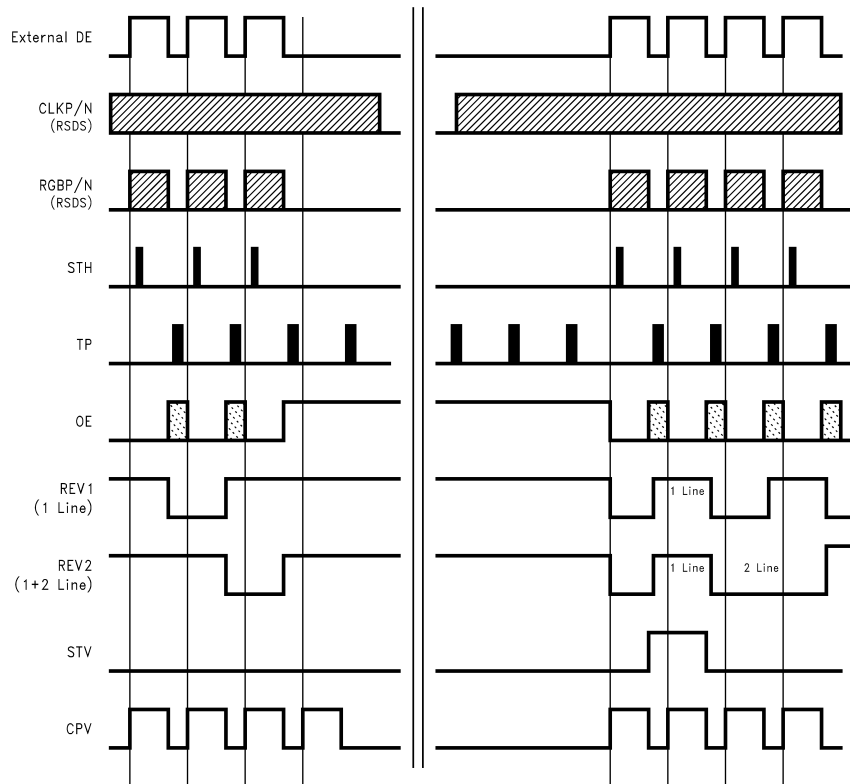 External DE
CLKP/N
(RSDS)
RGBP/N
(RSDS)
STH
TP
OE
REV1
(1 Line)
1 Line
REV2
(1+2 Line)
1 Line
2 Line
STV
CPV